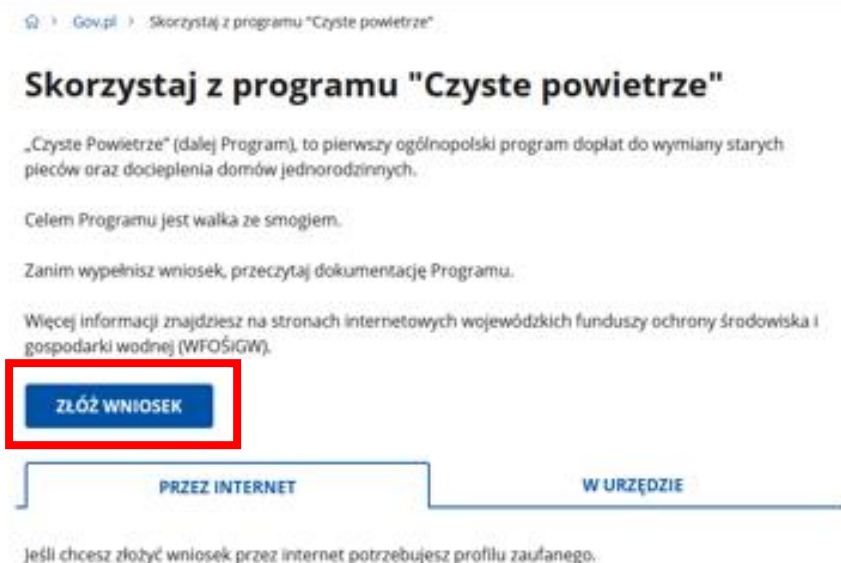 Gov.pl > Skorzystaj z programu "Czyste powietrze"
Skorzystaj z programu "Czyste powietrze"
„Czyste Powietrze” (dalej Program), to pierwszy ogólnopolski program dopłat do wymiany starych
pieców oraz docieplenia domów jednorodzinnych.
Celem Programu jest walka ze smogiem.
Zanim wypełnisz wniosek, przeczytaj dokumentację Programu.
Więcej informacji znajdziesz na stronach internetowych wojewódzkich funduszy ochrony środowiska i
gospodarki wodnej (WFOŚiGW).
ZŁÓŻ WNIOSEK
PRZEZ INTERNET
W URZĘDZIE
Jeśli chcesz złożyć wniosek przez internet potrzebujesz profilu zaufanego.